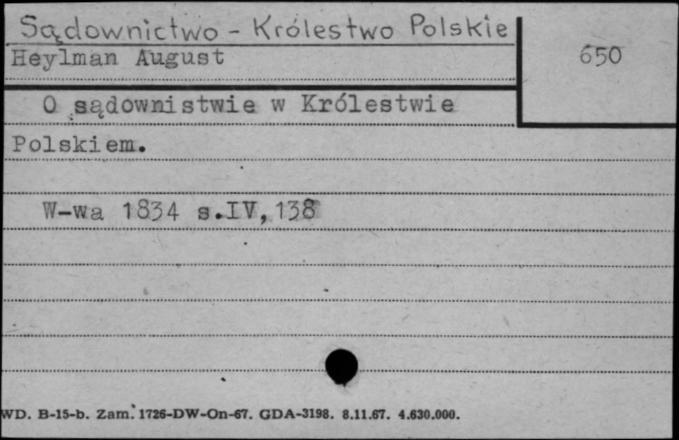 Sądownictwo - Królestwo Polskie
650
Heylman August
O sądownistwie w Królestwie
Polskiem.
W-wa 1834 s.IV,138
WD. B-15-b. Zam. 1726-DW-On-67. GDA-3198. 8.11.67. 4.630.000.